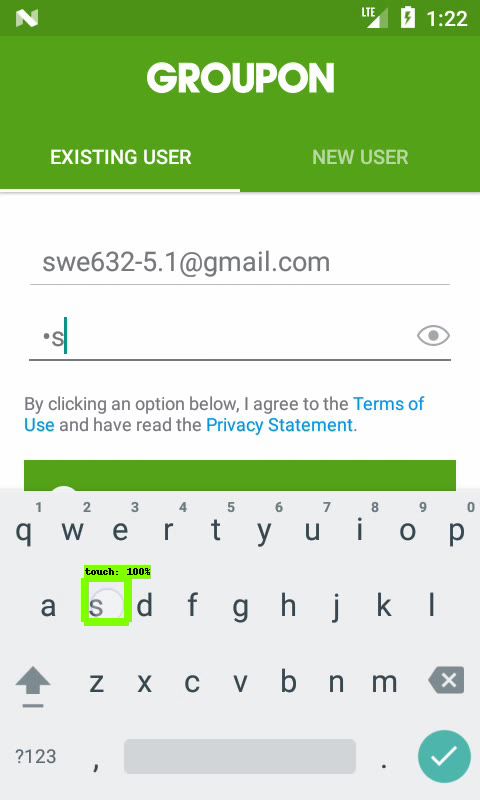 LTE 1:22
GROUPON
EXISTING USER NEW USER
swe632-5.1@gmail.com
•s
By clicking an option below, I agree to the Terms of
Use and have read the Privacy Statement.
1 2 3 4 5 6 7 8 9 0
q w e r t y u i o p
touch: 100%
a s d f g h j k l
z x c v b n m
?123 , .